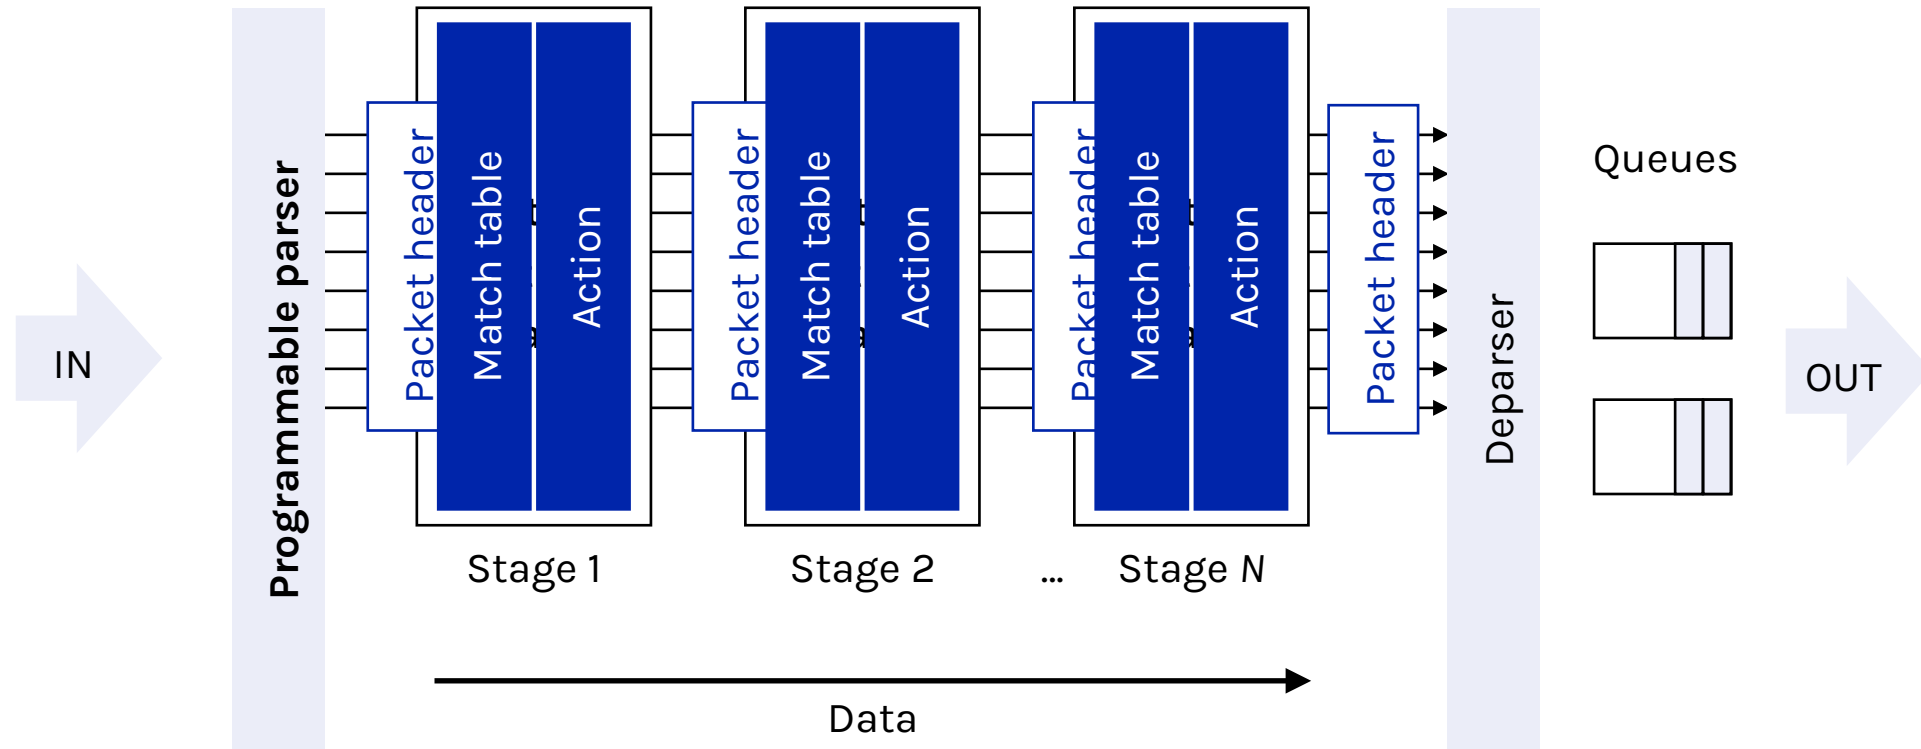 IN
Programmable parser
Packet header
Match table
Action
Stage 1
Packet header
Match table
Action
Stage 2
...
Packet header
Match table
Action
Stage N
Packet header
Deparser
Queues
OUT
Data